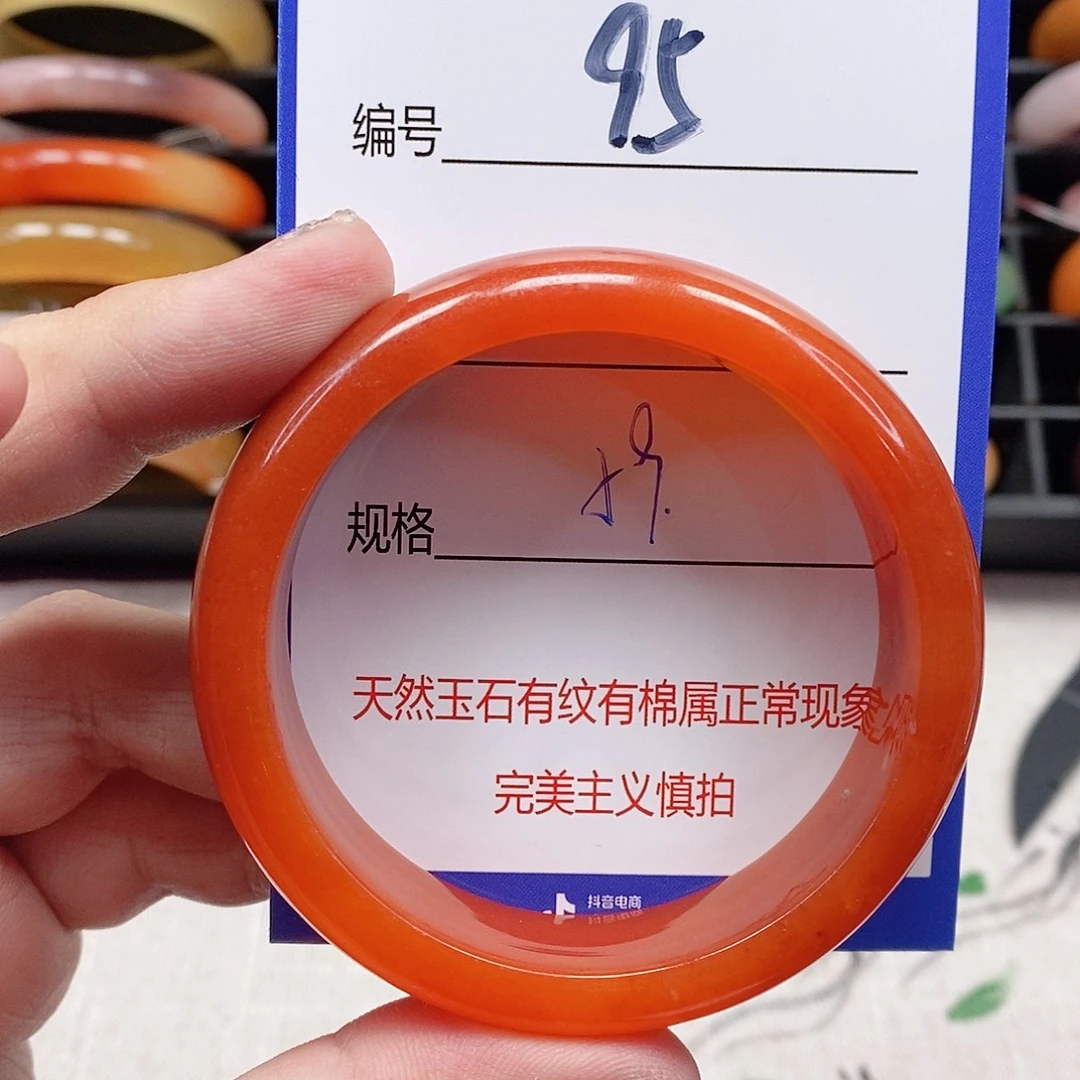 编号 95
规格
天然玉石有纹有棉属正常现象
完美主义慎拍
抖音电商